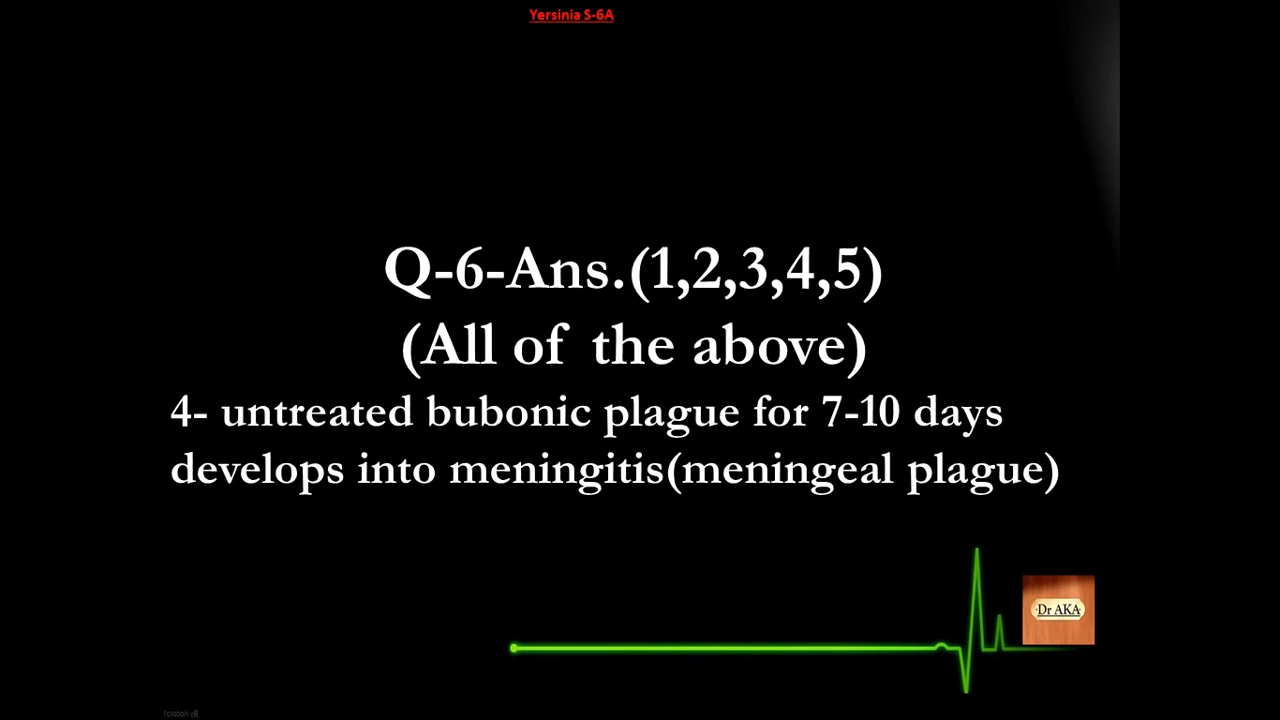 Yersinia S-6A
Q-6-Ans.(1,2,3,4,5)
(All of the above)
4- untreated bubonic plague for 7-10 days
develops into meningitis(meningeal plague)
Dr AKA